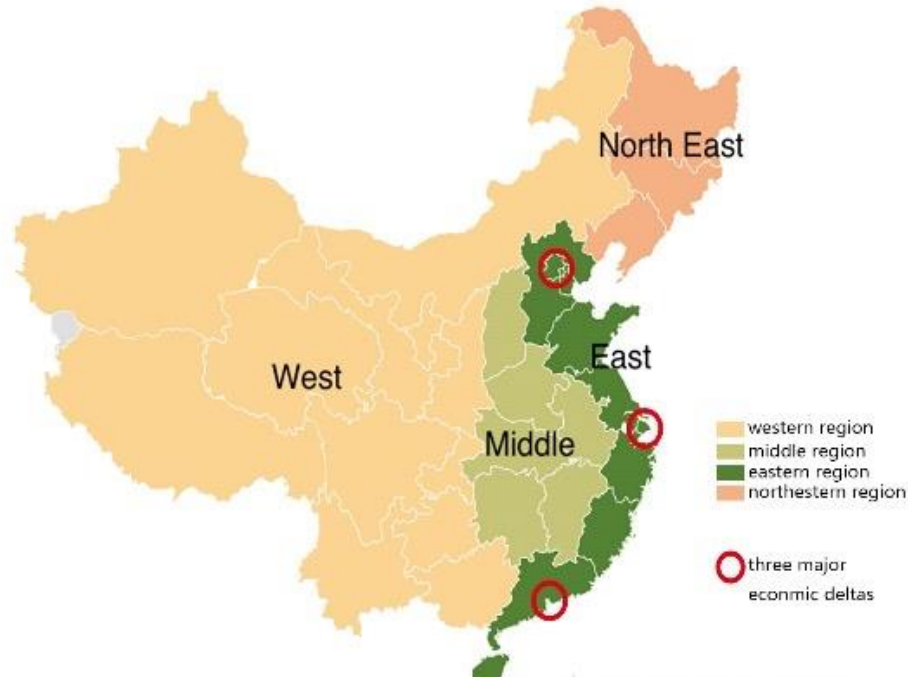 North East
East
West
Middle
western region
middle region
eastern region
northestern region
three major
econmic deltas